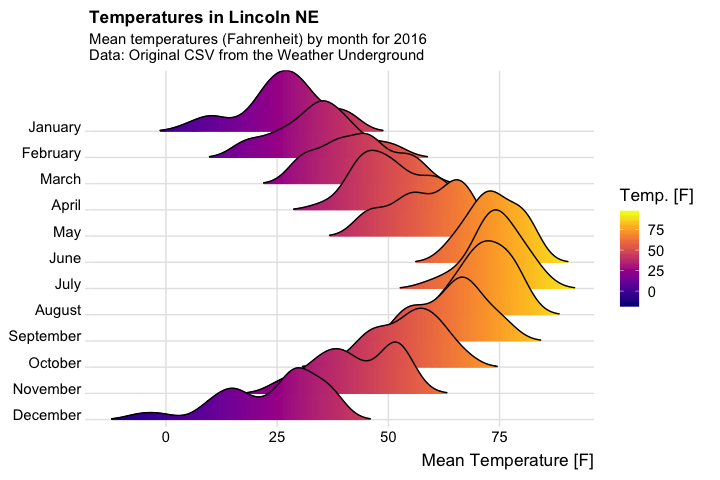 Temperatures in Lincoln NE
Mean temperatures (Fahrenheit) by month for 2016
Data: Original CSV from the Weather Underground
January
February
March
April
May
June
July
August
September
October
November
December
0 25 50 75
Mean Temperature [F]
Temp. [F]
75
50
25
0